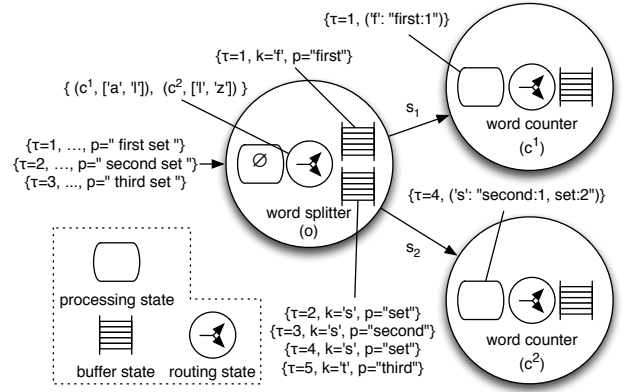 {τ=1, ('f': "first:1")}
{τ=1, k='f', p="first"}
{ (c¹, ['a', 'l']), (c², ['l', 'z']) }
s₁
word counter
(c¹)
{τ=1, ..., p=" first set "}
{τ=2, ..., p=" second set "}
{τ=3, ..., p=" third set "}
∅
word splitter
(o)
{τ=4, ('s': "second:1, set:2")}
s₂
processing state
buffer state
routing state
{τ=2, k='s', p="set"}
{τ=3, k='s', p="second"}
{τ=4, k='s', p="set"}
{τ=5, k='t', p="third"}
word counter
(c²)